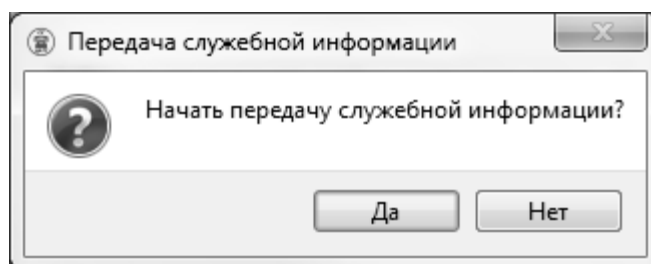 Передача служебной информации
Начать передачу служебной информации?
Да
Нет